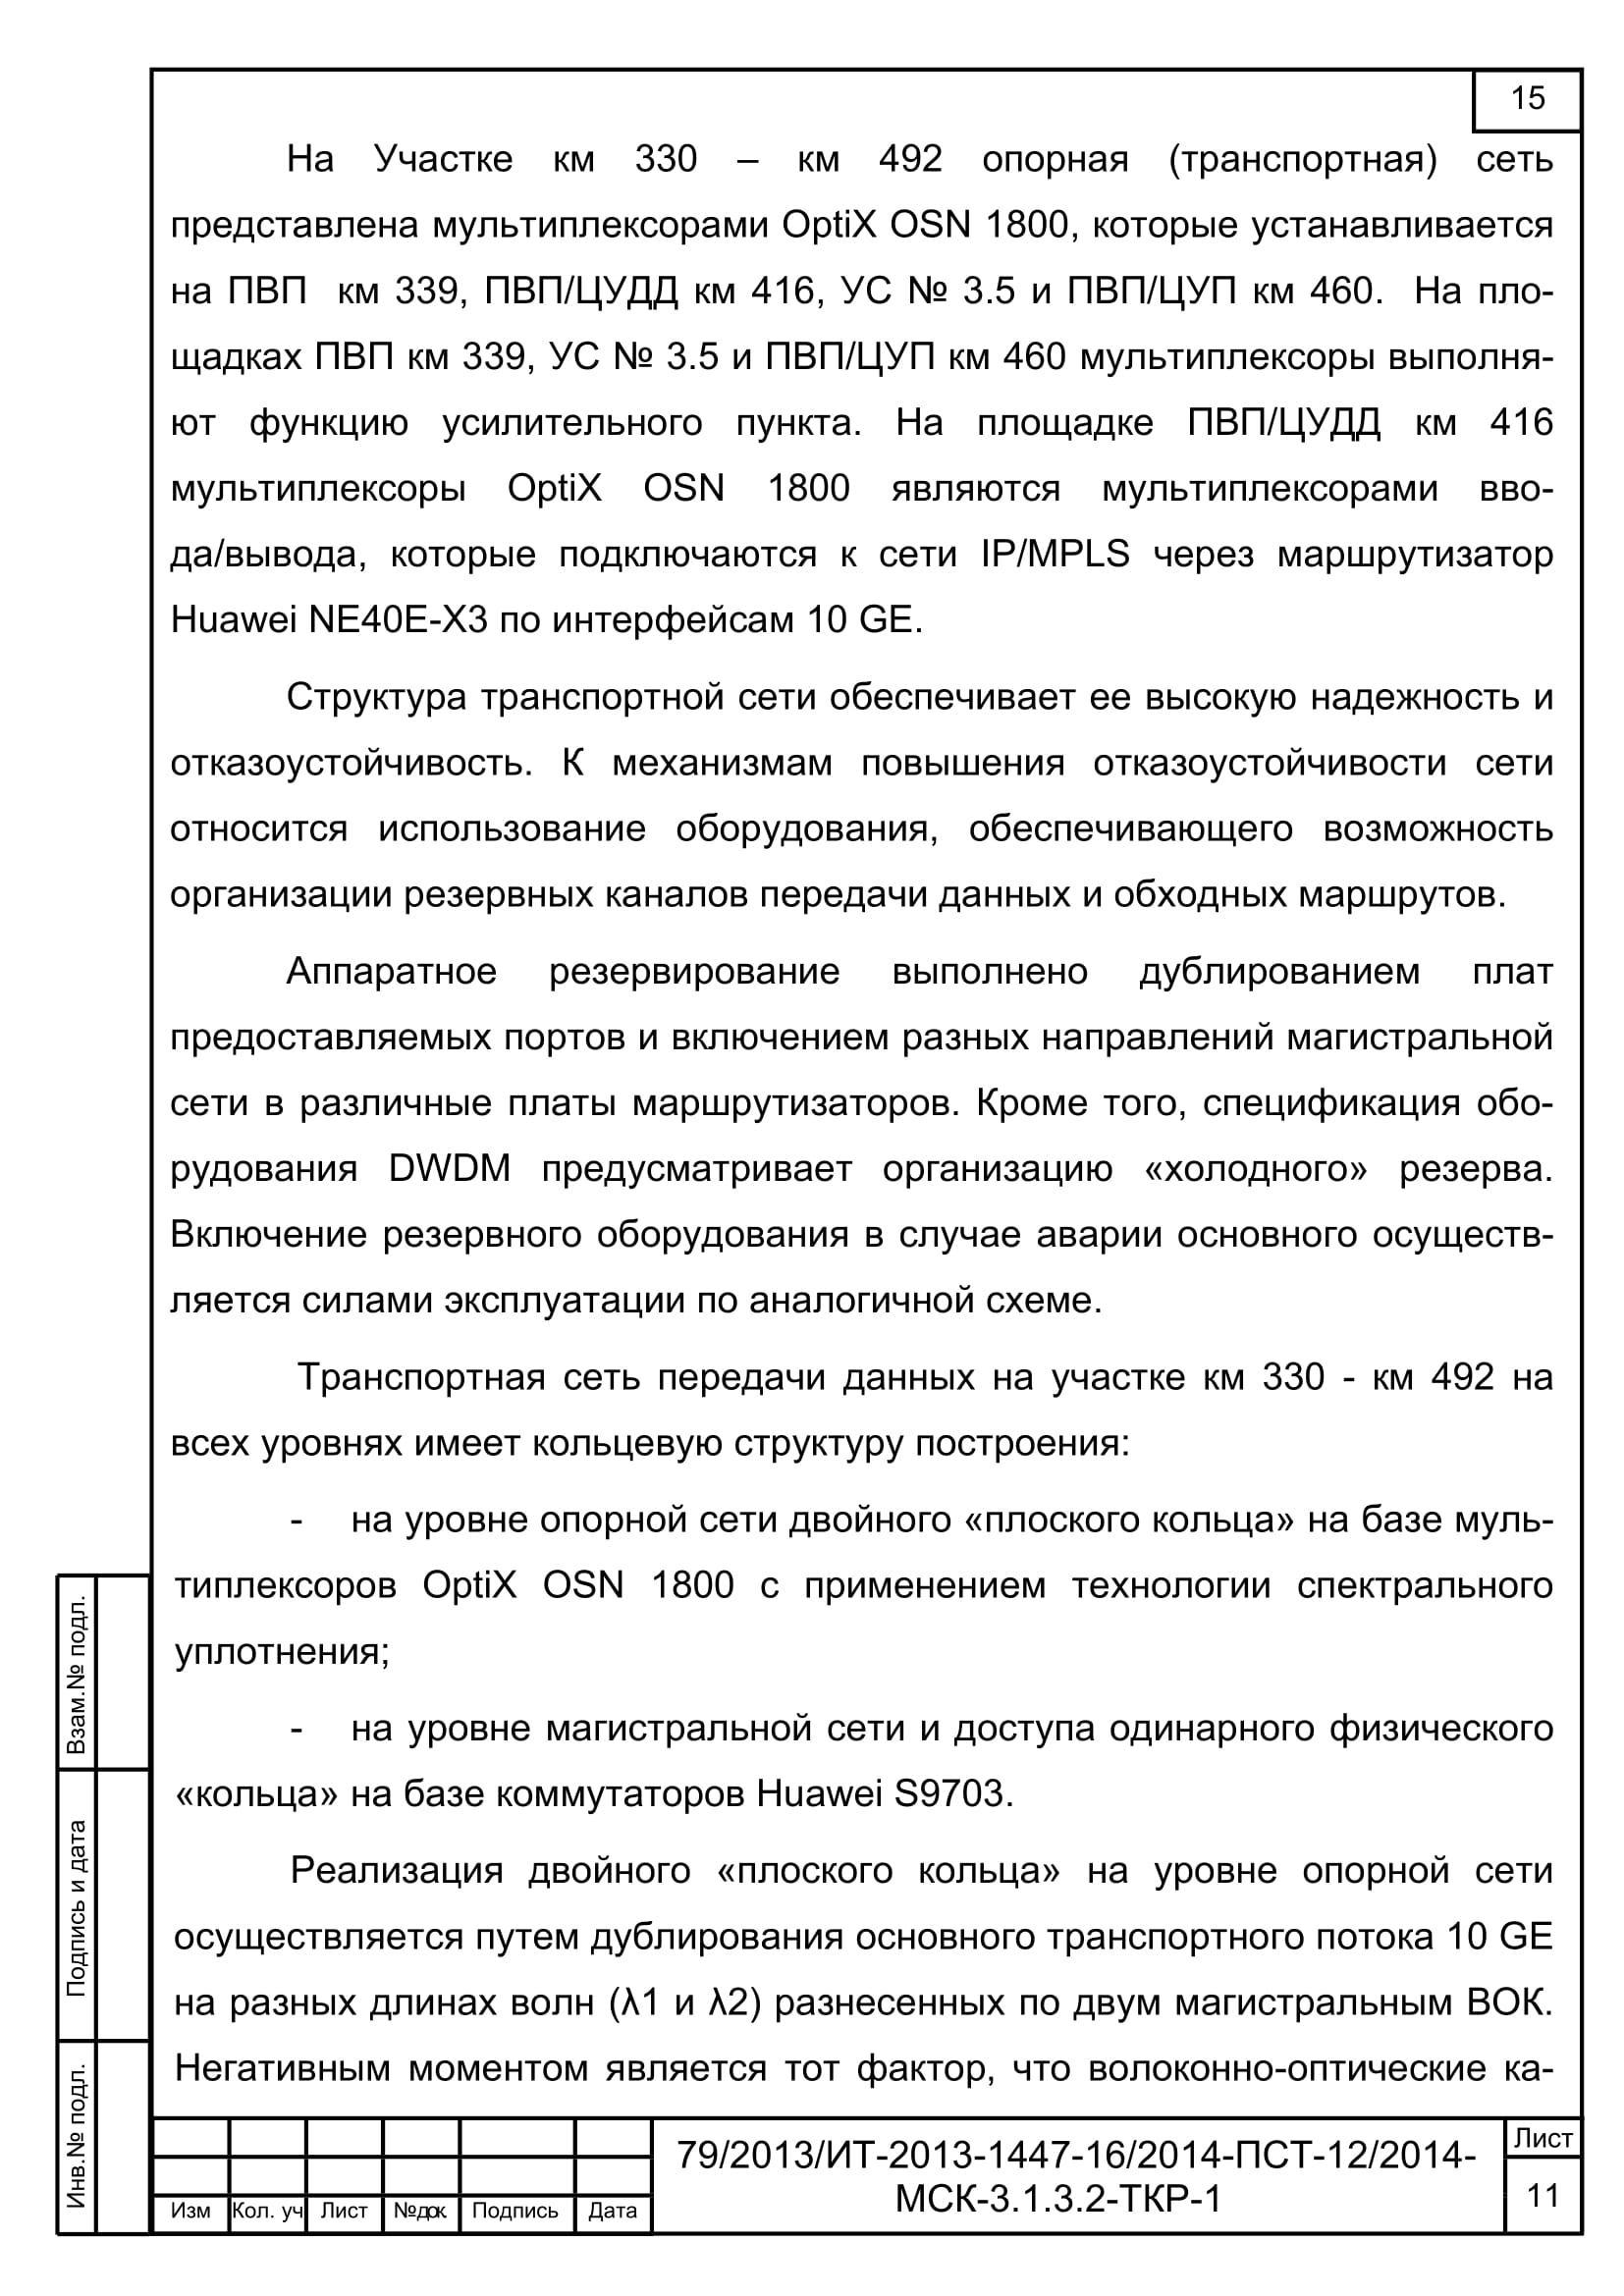 15
На Участке км 330 – км 492 опорная (транспортная) сеть
представлена мультиплексорами OptiX OSN 1800, которые устанавливается
на ПВП  км 339, ПВП/ЦУДД км 416, УС № 3.5 и ПВП/ЦУП км 460.  На пло-
щадках ПВП км 339, УС № 3.5 и ПВП/ЦУП км 460 мультиплексоры выполня-
ют функцию усилительного пункта. На площадке ПВП/ЦУДД км 416
мультиплексоры OptiX OSN 1800 являются мультиплексорами вво-
да/вывода, которые подключаются к сети IP/MPLS через маршрутизатор
Huawei NE40E-X3 по интерфейсам 10 GE.
Структура транспортной сети обеспечивает ее высокую надежность и
отказоустойчивость. К механизмам повышения отказоустойчивости сети
относится использование оборудования, обеспечивающего возможность
организации резервных каналов передачи данных и обходных маршрутов.
Аппаратное резервирование выполнено дублированием плат
предоставляемых портов и включением разных направлений магистральной
сети в различные платы маршрутизаторов. Кроме того, спецификация обо-
рудования DWDM предусматривает организацию «холодного» резерва.
Включение резервного оборудования в случае аварии основного осуществ-
ляется силами эксплуатации по аналогичной схеме.
Транспортная сеть передачи данных на участке км 330 - км 492 на
всех уровнях имеет кольцевую структуру построения:
- на уровне опорной сети двойного «плоского кольца» на базе муль-
типлексоров OptiX OSN 1800 с применением технологии спектрального
уплотнения;
- на уровне магистральной сети и доступа одинарного физического
«кольца» на базе коммутаторов Huawei S9703.
Реализация двойного «плоского кольца» на уровне опорной сети
осуществляется путем дублирования основного транспортного потока 10 GE
на разных длинах волн (λ1 и λ2) разнесенных по двум магистральным ВОК.
Негативным моментом является тот фактор, что волоконно-оптические ка-
Взам.№ подл.
Подпись и дата
Инв.№ подл.
Изм Кол. уч Лист №док. Подпись Дата
79/2013/ИТ-2013-1447-16/2014-ПСТ-12/2014-
МСК-3.1.3.2-ТКР-1
Лист
11